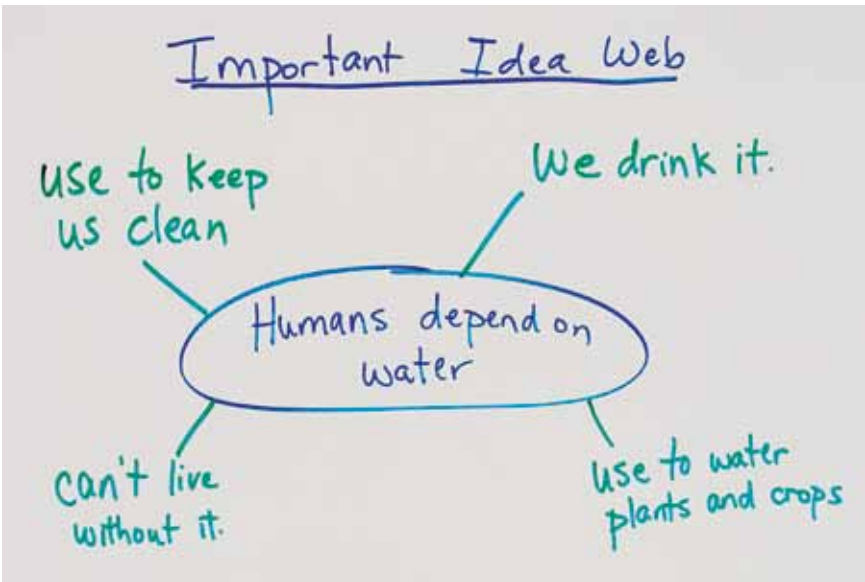 Important Idea Web
use to keep
us clean
We drink it.
Humans depend on
water
can't live
without it.
use to water
plants and crops